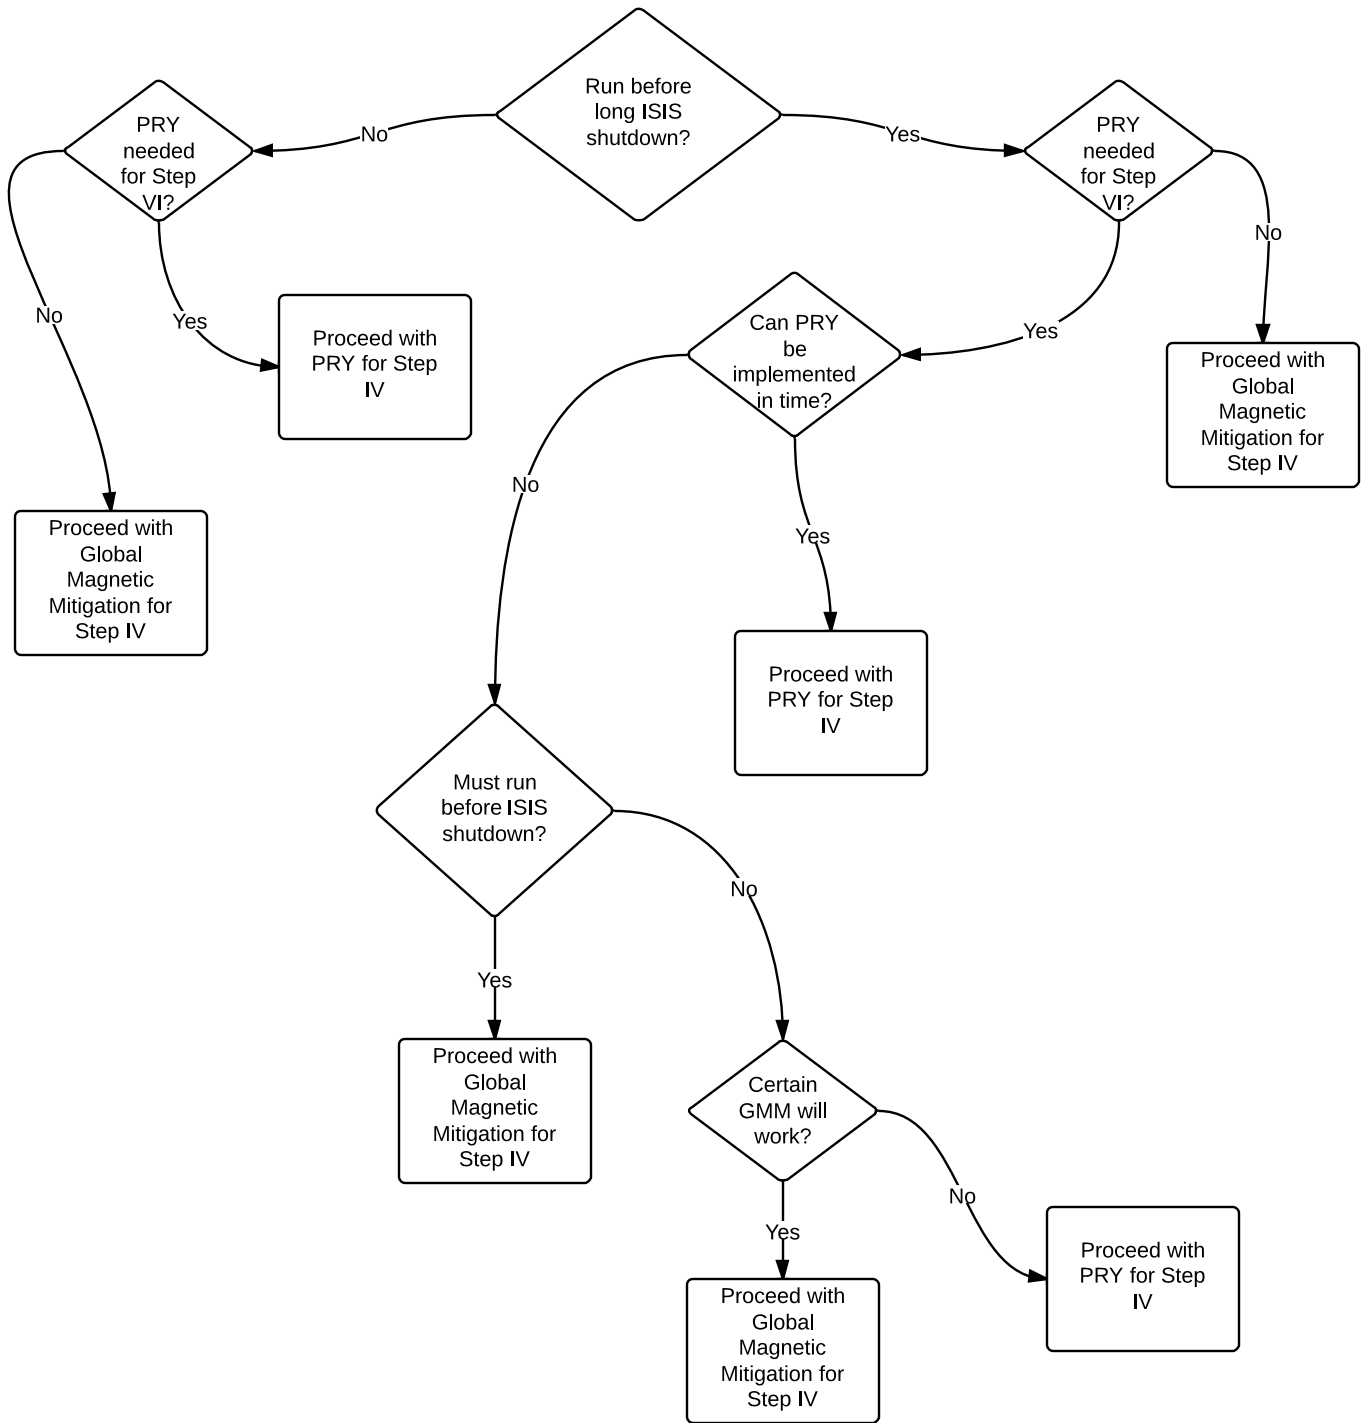 Run before
long ISIS
shutdown?
No
Yes
PRY
needed
for Step
VI?
PRY
needed
for Step
VI?
No
Yes
Proceed with
PRY for Step
IV
Can PRY
be
implemented
in time?
Yes
No
Proceed with
Global
Magnetic
Mitigation for
Step IV
Proceed with
Global
Magnetic
Mitigation for
Step IV
No
Yes
Proceed with
PRY for Step
IV
Must run
before ISIS
shutdown?
No
Yes
Proceed with
Global
Magnetic
Mitigation for
Step IV
Certain
GMM will
work?
No
Yes
Proceed with
PRY for Step
IV
Proceed with
Global
Magnetic
Mitigation for
Step IV